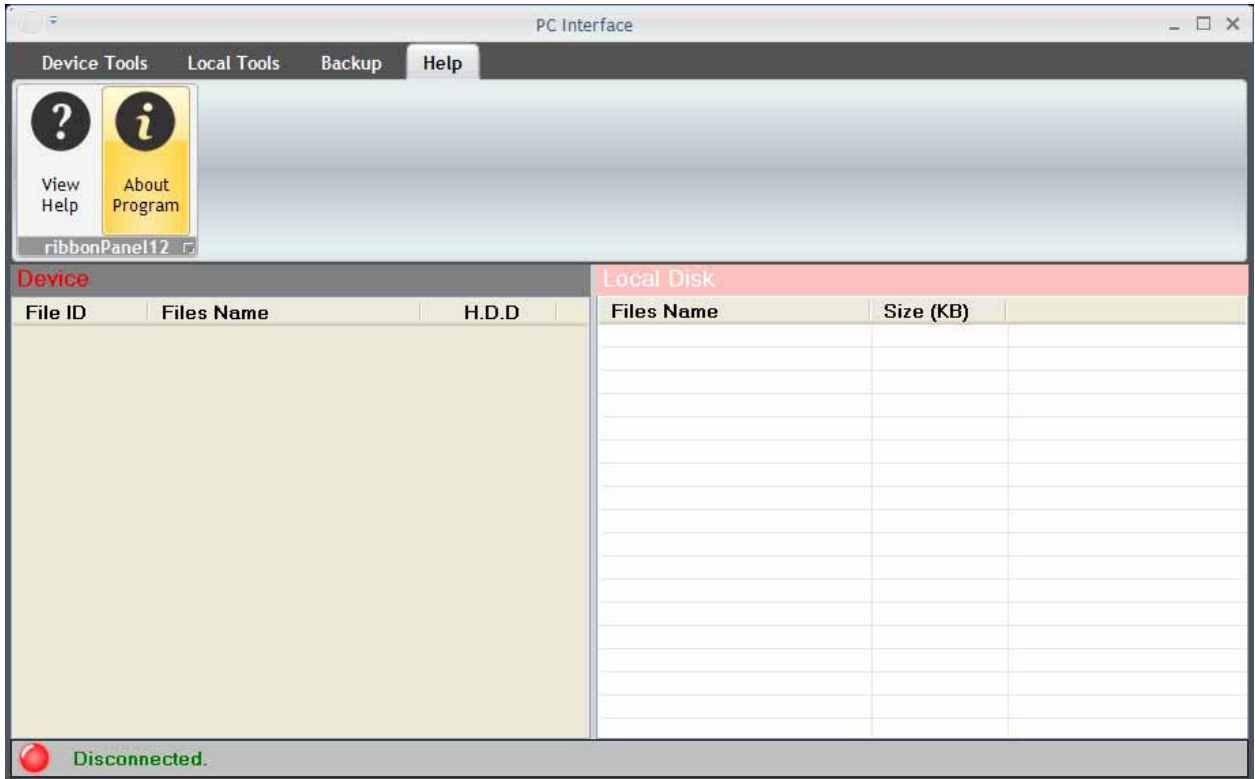 PC Interface
Device Tools Local Tools Backup Help
View Help
About Program
ribbonPanel12
Device
Local Disk
File ID Files Name H.D.D
Files Name Size (KB)
Disconnected.